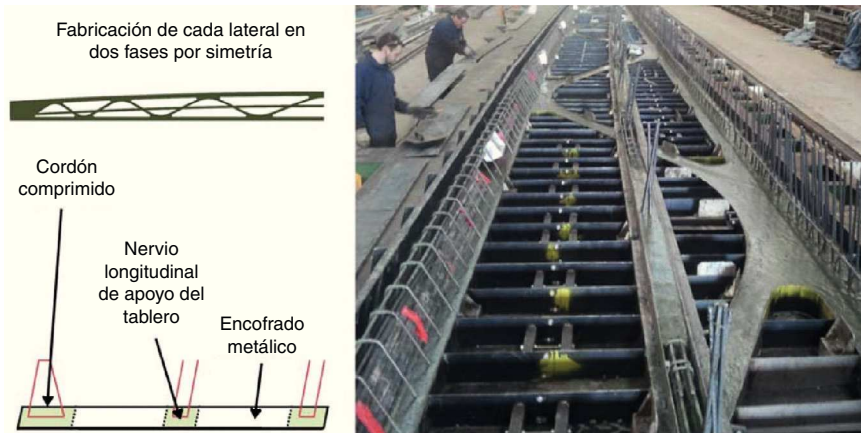 Fabricación de cada lateral en
dos fases por simetría
Cordón
comprimido
Nervio
longitudinal
de apoyo del
tablero
Encofrado
metálico